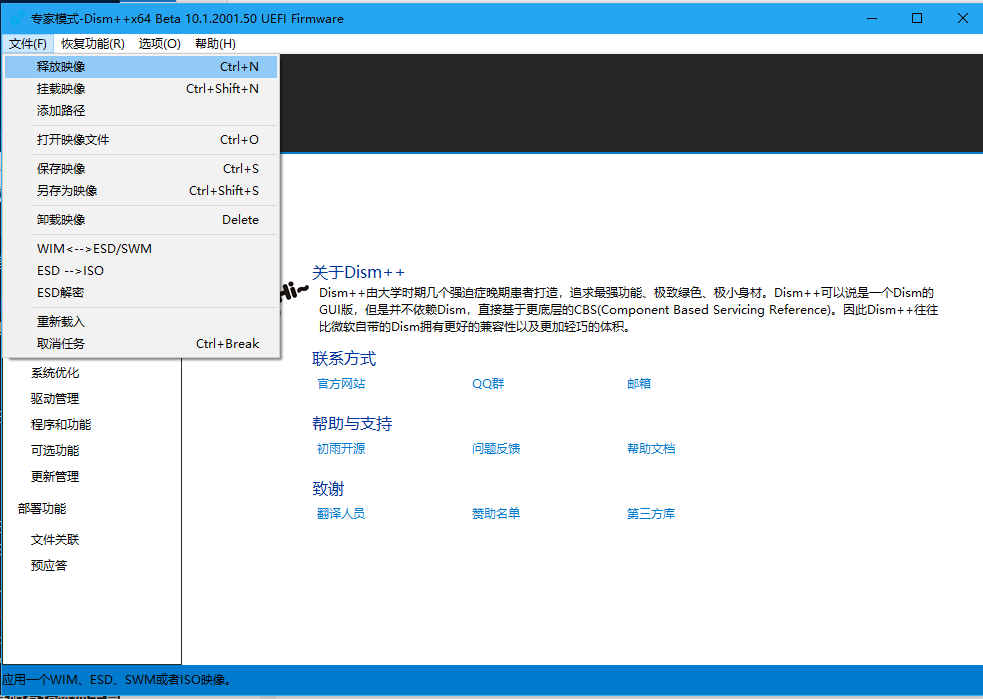 专家模式-Dism++x64 Beta 10.1.2001.50 UEFI Firmware
文件(F) 恢复功能(R) 选项(O) 帮助(H)
释放映像 Ctrl+N
挂载映像 Ctrl+Shift+N
添加路径
打开映像文件 Ctrl+O
保存映像 Ctrl+S
另存为映像 Ctrl+Shift+S
卸载映像 Delete
WIM<-->ESD/SWM
ESD -->ISO
ESD解密
重新载入
取消任务 Ctrl+Break
系统优化
驱动管理
程序和功能
可选功能
更新管理
部署功能
文件关联
预应答
Hi~
关于Dism++
Dism++由大学时期几个强迫症晚期患者打造，追求最强功能、极致绿色、极小身材。Dism++可以说是一个Dism的
GUI版，但是并不依赖Dism，直接基于更底层的CBS(Component Based Servicing Reference)。因此Dism++往往
比微软自带的Dism拥有更好的兼容性以及更加轻巧的体积。
联系方式
官方网站 QQ群 邮箱
帮助与支持
初雨开源 问题反馈 帮助文档
致谢
翻译人员 赞助名单 第三方库
应用一个WIM、ESD、SWM或者ISO映像。